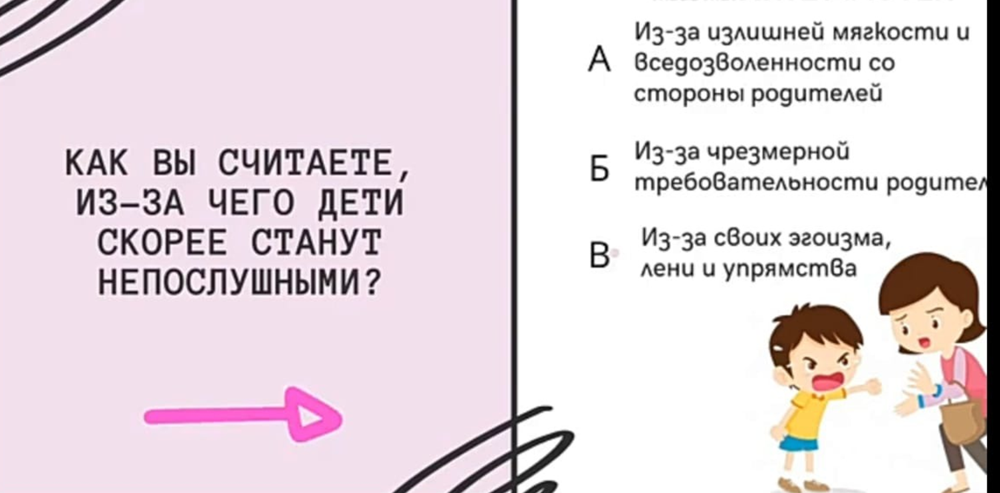 КАК ВЫ СЧИТАЕТЕ,
ИЗ-ЗА ЧЕГО ДЕТИ
СКОРЕЕ СТАНУТ
НЕПОСЛУШНЫМИ?
А
Из-за излишней мягкости и
вседозволенности со
стороны родителей
Б
Из-за чрезмерной
требовательности
В
Из-за своих эгоизма,
лени и упрямства